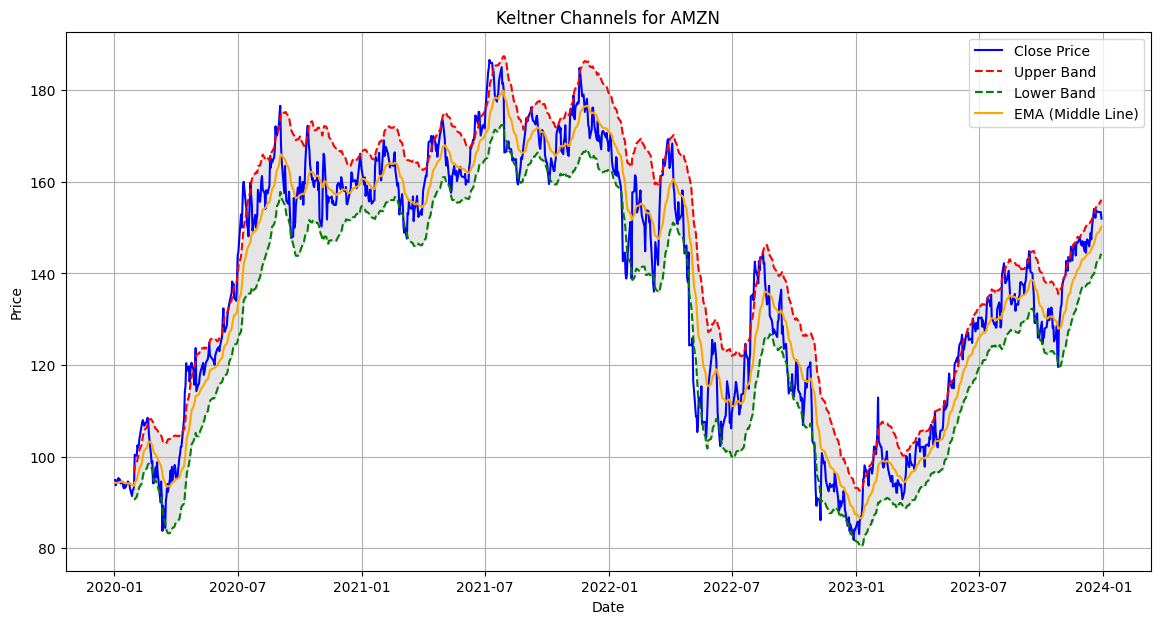 Keltner Channels for AMZN
Close Price
Upper Band
Lower Band
EMA (Middle Line)
Price
180
160
140
120
100
80
2020-01
2020-07
2021-01
2021-07
2022-01
2022-07
2023-01
2023-07
2024-01
Date